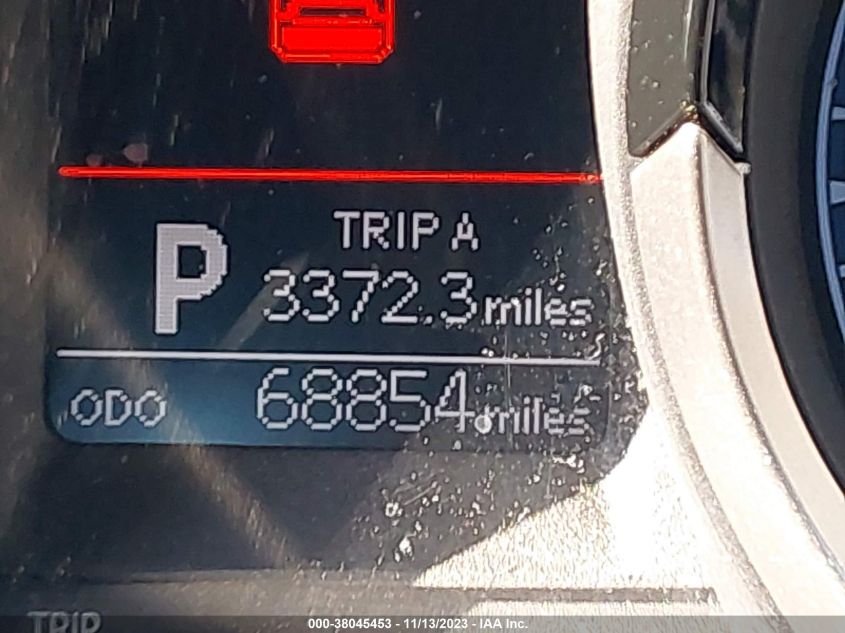 TRIP A
P 3372.3 miles
ODO 68854 miles
TRIP
000-38045453 - 11/13/2023 - IAA Inc.